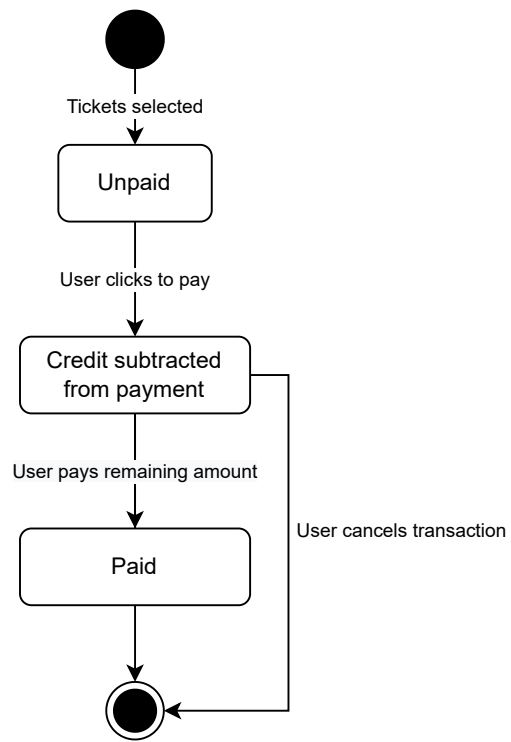 Tickets selected
Unpaid
User clicks to pay
Credit subtracted
from payment
User pays remaining amount
User cancels transaction
Paid